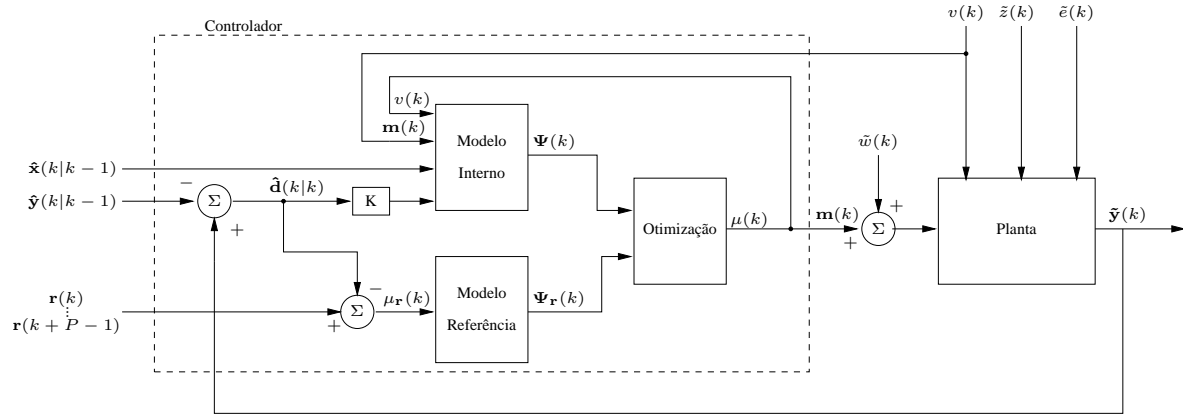 Controlador
v(k) z̃(k) ẽ(k)
v(k)
m(k)
Modelo
Interno
Ψ(k)
x̂(k|k − 1)
ŷ(k|k − 1)
−
Σ
+
d̂(k|k)
K
Otimização
μ(k)
m(k)
+
w̃(k)
+
Σ
Planta
ỹ(k)
r(k)
⋮
r(k + P − 1)
−
Σ
+
μr(k)
Modelo
Referência
Ψr(k)